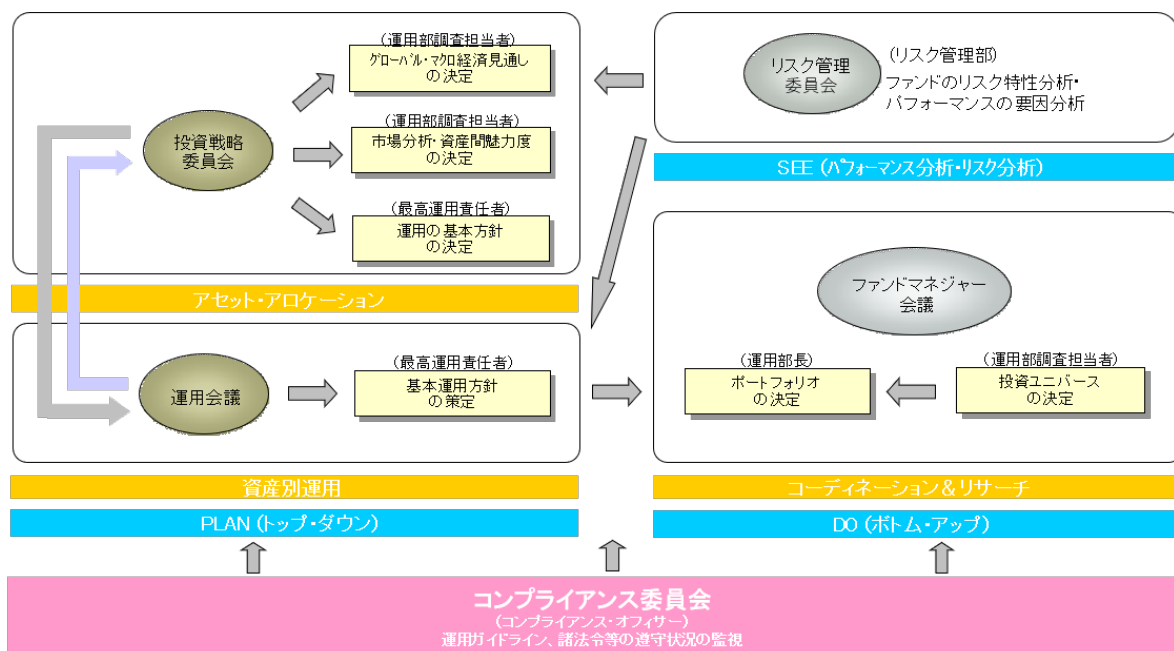 (運用部調査担当者)
グローバル・マクロ経済見通し
の決定
投資戦略
委員会
(運用部調査担当者)
市場分析・資産間魅力度
の決定
(最高運用責任者)
運用の基本方針
の決定
アセット・アロケーション
リスク管理
委員会
(リスク管理部)
ファンドのリスク特性分析・
パフォーマンスの要因分析
SEE (パフォーマンス分析・リスク分析)
運用会議
(最高運用責任者)
基本運用方針
の策定
資産別運用
PLAN (トップ・ダウン)
ファンドマネジャー
会議
(運用部長)
ポートフォリオ
の決定
(運用部調査担当者)
投資ユニバース
の決定
コーディネーション&リサーチ
DO (ボトム・アップ)
コンプライアンス委員会
(コンプライアンス・オフィサー)
運用ガイドライン、諸法令等の遵守状況の監視